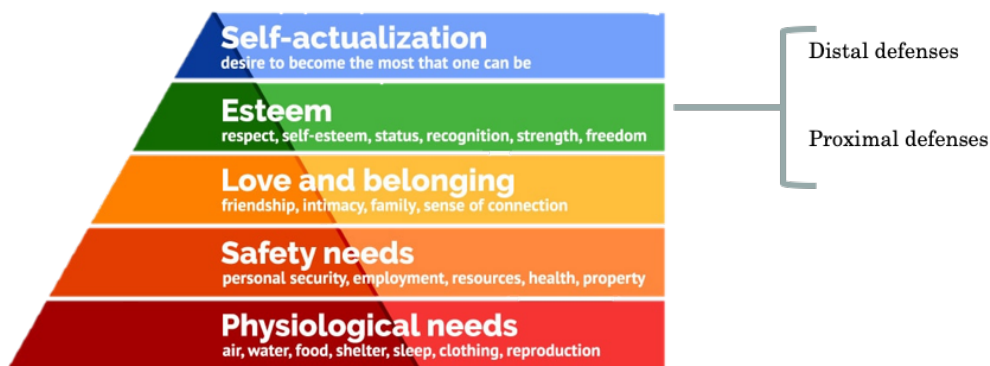 Self-actualization
desire to become the most that one can be
Esteem
respect, self-esteem, status, recognition, strength, freedom
Love and belonging
friendship, intimacy, family, sense of connection
Safety needs
personal security, employment, resources, health, property
Physiological needs
air, water, food, shelter, sleep, clothing, reproduction
Distal defenses
Proximal defenses